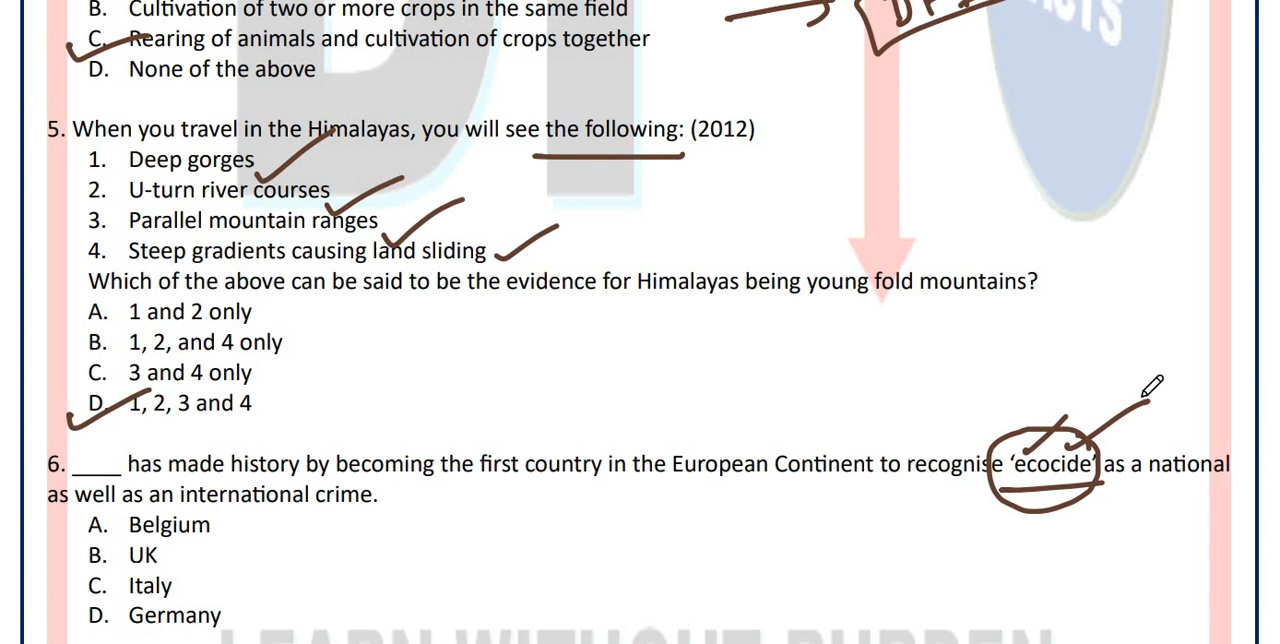 B. Cultivation of two or more crops in the same field
C. Rearing of animals and cultivation of crops together
D. None of the above
5. When you travel in the Himalayas, you will see the following: (2012)
1. Deep gorges
2. U-turn river courses
3. Parallel mountain ranges
4. Steep gradients causing land sliding
Which of the above can be said to be the evidence for Himalayas being young fold mountains?
A. 1 and 2 only
B. 1, 2, and 4 only
C. 3 and 4 only
D. 1, 2, 3 and 4
6. ____ has made history by becoming the first country in the European Continent to recognise ‘ecocide’ as a national
as well as an international crime.
A. Belgium
B. UK
C. Italy
D. Germany
LEARN WITHOUT BURDEN